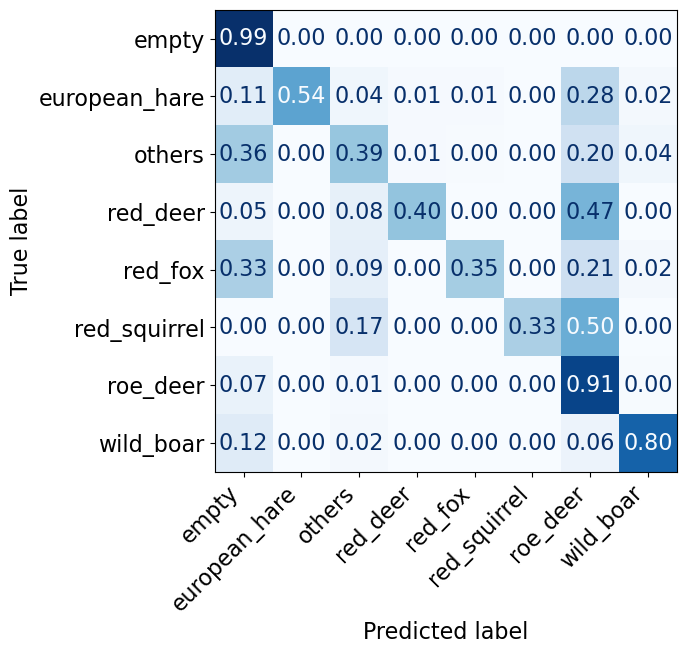 True label
empty 0.99 0.00 0.00 0.00 0.00 0.00 0.00 0.00
european_hare 0.11 0.54 0.04 0.01 0.01 0.00 0.28 0.02
others 0.36 0.00 0.39 0.01 0.00 0.00 0.20 0.04
red_deer 0.05 0.00 0.08 0.40 0.00 0.00 0.47 0.00
red_fox 0.33 0.00 0.09 0.00 0.35 0.00 0.21 0.02
red_squirrel 0.00 0.00 0.17 0.00 0.00 0.33 0.50 0.00
roe_deer 0.07 0.00 0.01 0.00 0.00 0.00 0.91 0.00
wild_boar 0.12 0.00 0.02 0.00 0.00 0.00 0.06 0.80
empty european_hare others red_deer red_fox red_squirrel roe_deer wild_boar
Predicted label